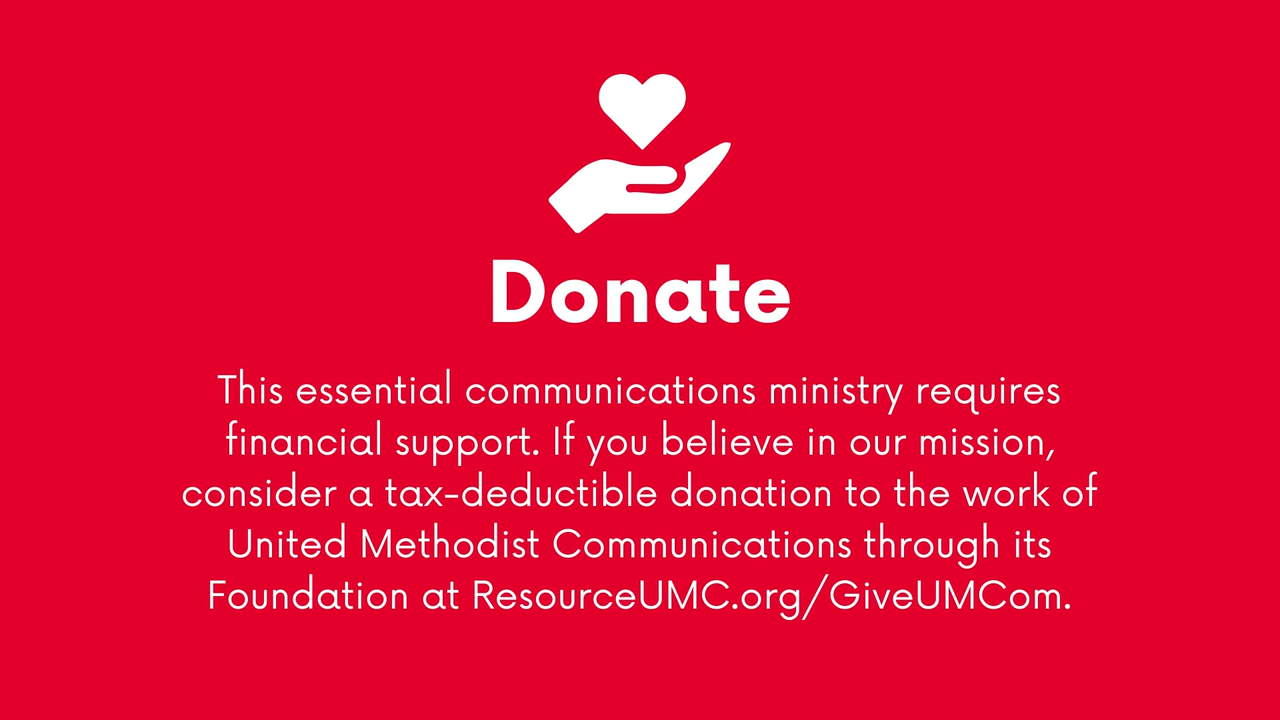 Donate
This essential communications ministry requires
financial support. If you believe in our mission,
consider a tax-deductible donation to the work of
United Methodist Communications through its
Foundation at ResourceUMC.org/GiveUMCom.